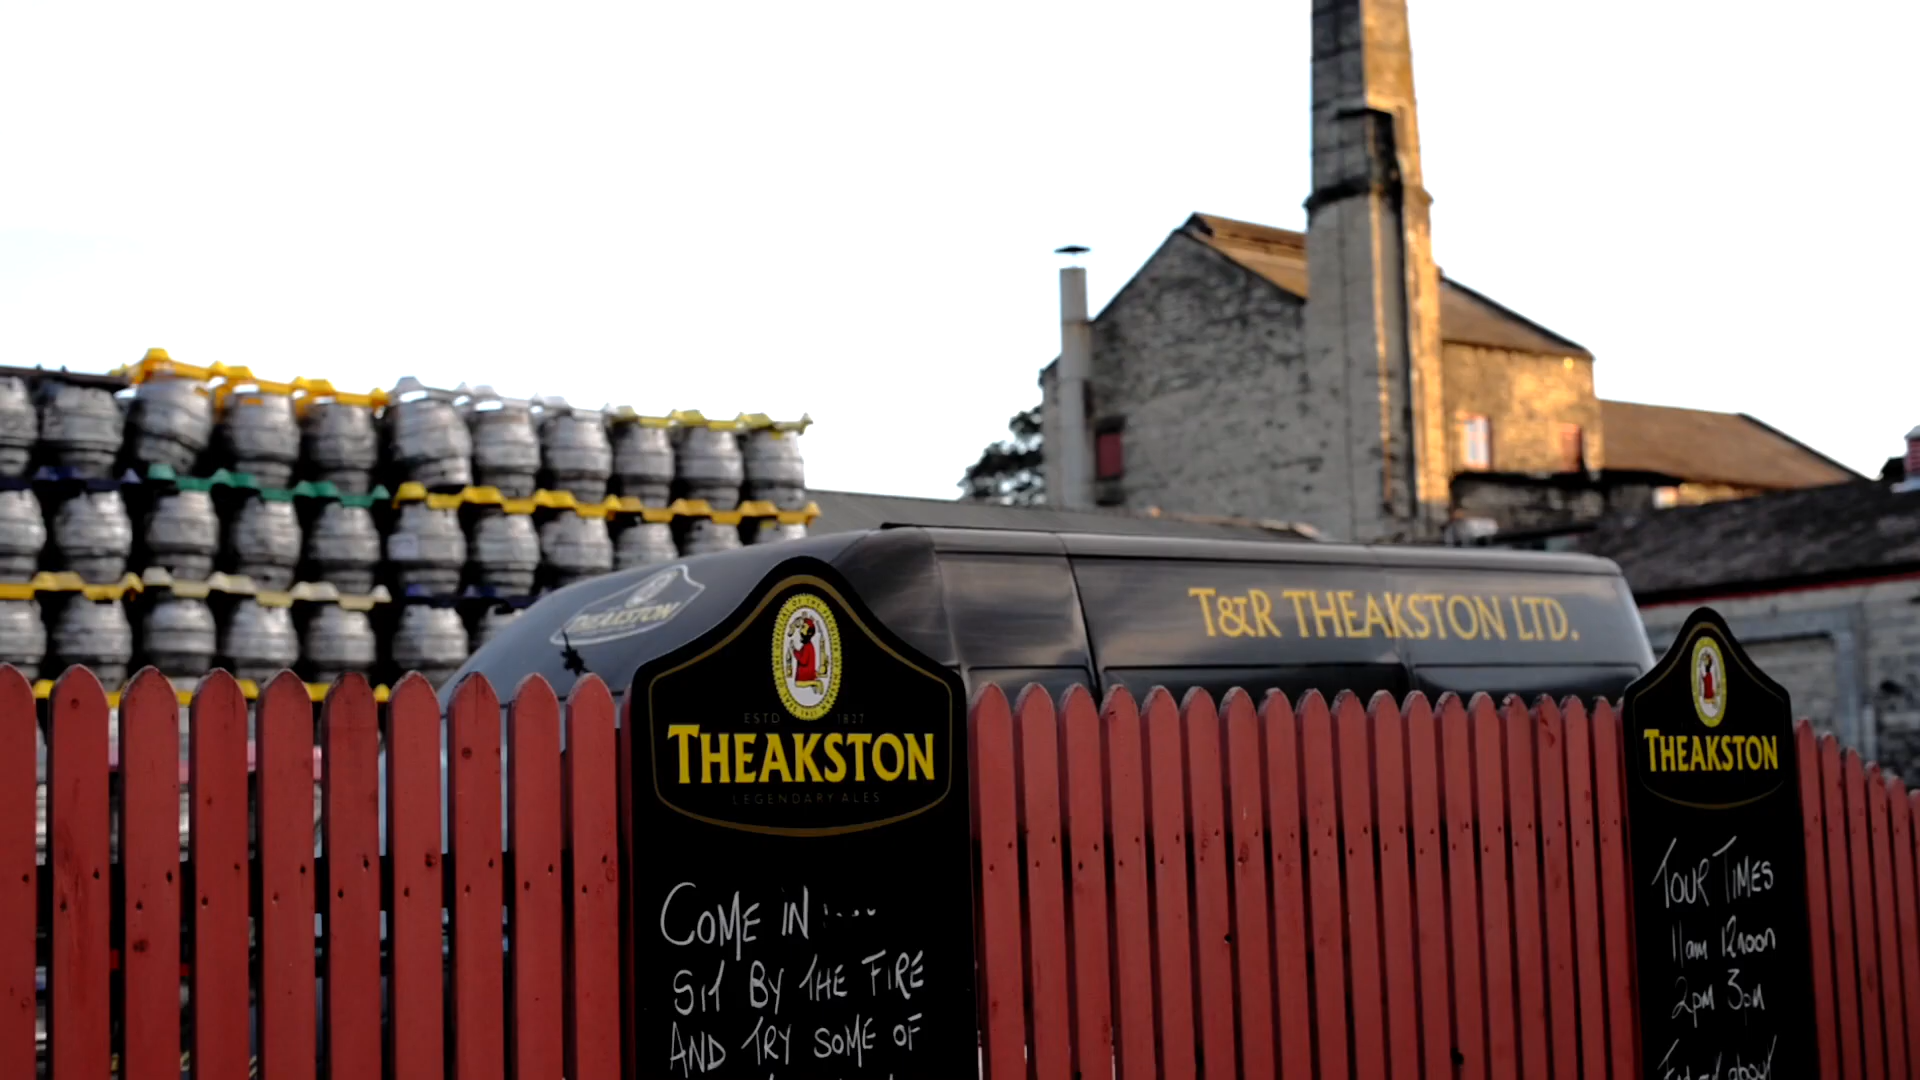 T&R THEAKSTON LTD.
THEAKSTON
ESTD 1827
THEAKSTON
LEGENDARY ALES
COME IN ....
SIT BY THE FIRE
AND TRY SOME OF
THEAKSTON
TOUR TIMES
11am 12noon
2pm 3pm